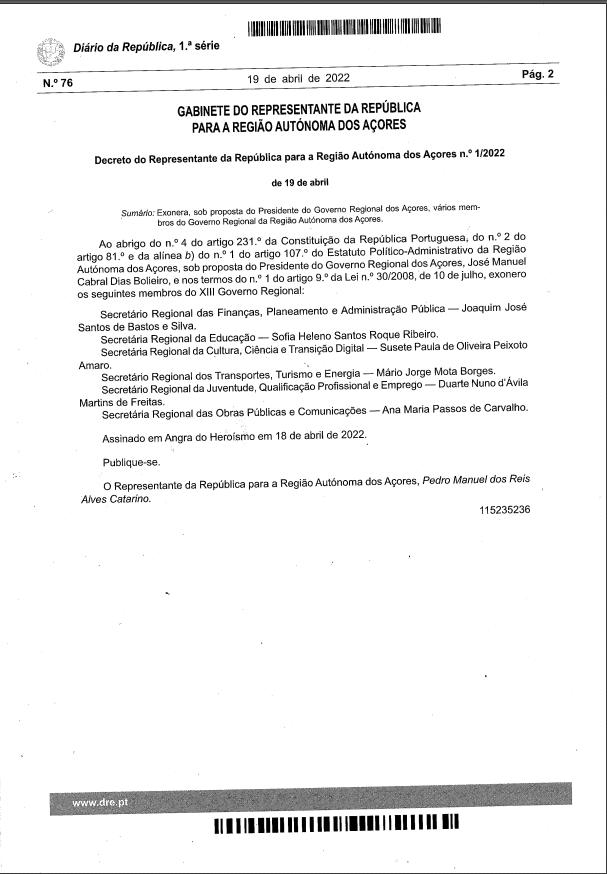 Diário da República, 1.ª série
N.º 76
19 de abril de 2022
Pág. 2
GABINETE DO REPRESENTANTE DA REPÚBLICA
PARA A REGIÃO AUTÓNOMA DOS AÇORES
Decreto do Representante da República para a Região Autónoma dos Açores n.º 1/2022
de 19 de abril
Sumário: Exonera, sob proposta do Presidente do Governo Regional dos Açores, vários mem-
bros do Governo Regional da Região Autónoma dos Açores.
Ao abrigo do n.º 4 do artigo 231.º da Constituição da República Portuguesa, do n.º 2 do
artigo 81.º e da alínea b) do n.º 1 do artigo 107.º do Estatuto Político-Administrativo da Região
Autónoma dos Açores, sob proposta do Presidente do Governo Regional dos Açores, José Manuel
Cabral Dias Bolieiro, e nos termos do n.º 1 do artigo 9.º da Lei n.º 30/2008, de 10 de julho, exonero
os seguintes membros do XIII Governo Regional:
Secretário Regional das Finanças, Planeamento e Administração Pública — Joaquim José
Santos de Bastos e Silva.
Secretária Regional da Educação — Sofia Heleno Santos Roque Ribeiro.
Secretária Regional da Cultura, Ciência e Transição Digital — Susete Paula de Oliveira Peixoto
Amaro.
Secretário Regional dos Transportes, Turismo e Energia — Mário Jorge Mota Borges.
Secretário Regional da Juventude, Qualificação Profissional e Emprego — Duarte Nuno d'Ávila
Martins de Freitas.
Secretária Regional das Obras Públicas e Comunicações — Ana Maria Passos de Carvalho.
Assinado em Angra do Heroísmo em 18 de abril de 2022.
Publique-se.
O Representante da República para a Região Autónoma dos Açores, Pedro Manuel dos Reis
Alves Catarino.
115235236
www.dre.pt